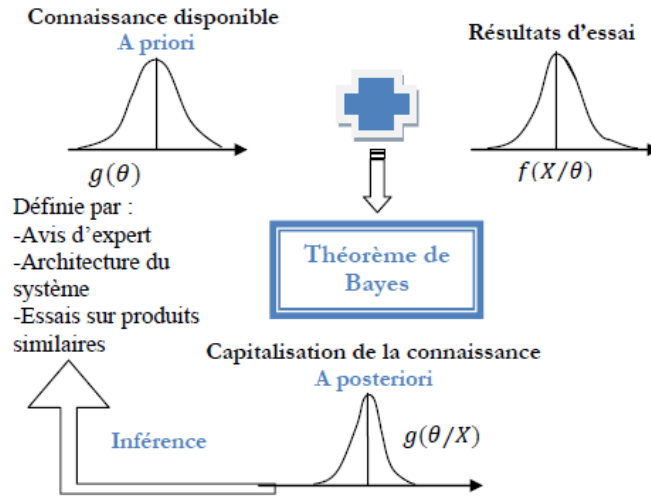 Connaissance disponible
A priori
Résultats d'essai
g(θ)
f(X/θ)
Définie par :
-Avis d'expert
-Architecture du
système
-Essais sur produits
similaires
Théorème de
Bayes
Capitalisation de la connaissance
A posteriori
g(θ/X)
Inférence